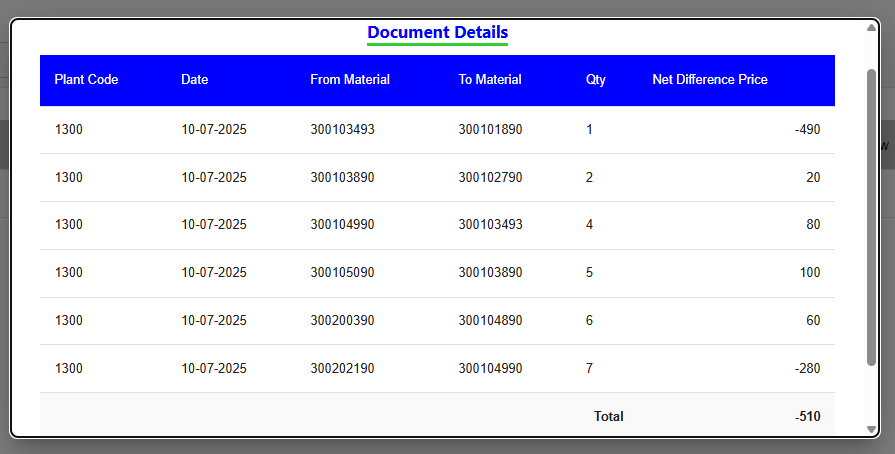 Document Details
Plant Code Date From Material To Material Qty Net Difference Price
1300 10-07-2025 300103493 300101890 1 -490
1300 10-07-2025 300103890 300102790 2 20
1300 10-07-2025 300104990 300103493 4 80
1300 10-07-2025 300105090 300103890 5 100
1300 10-07-2025 300200390 300104890 6 60
1300 10-07-2025 300202190 300104990 7 -280
Total -510